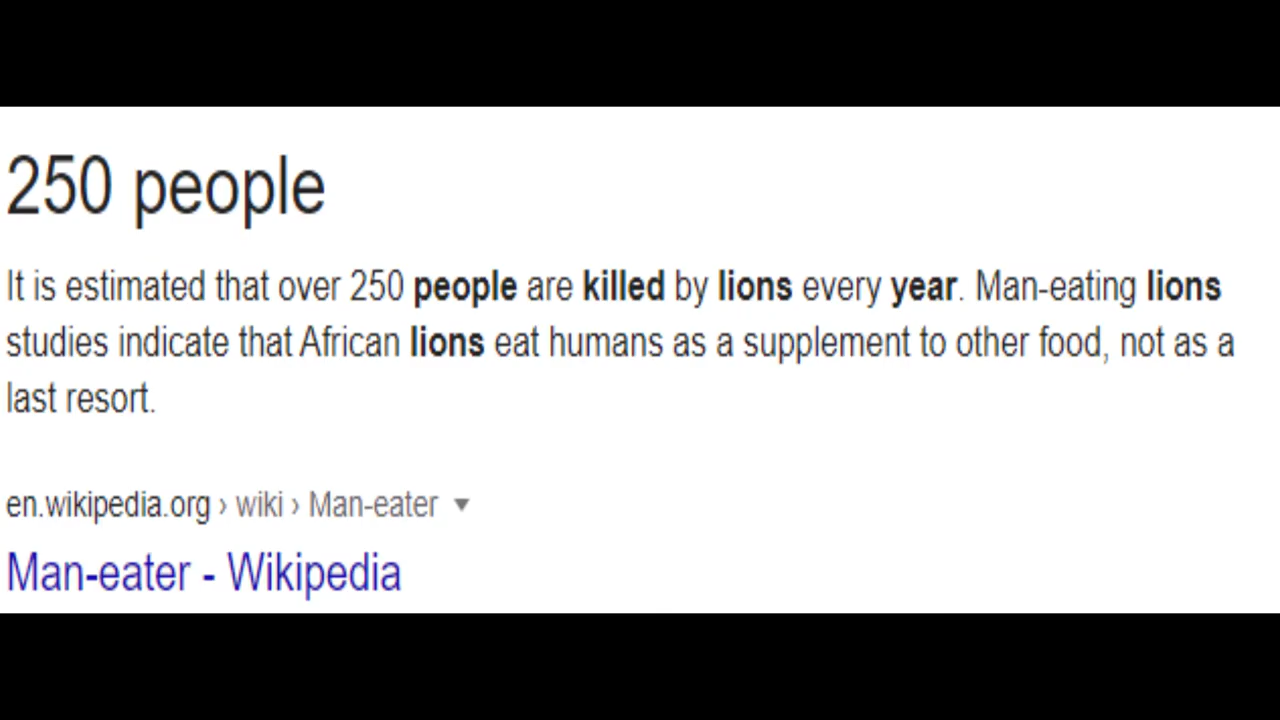 250 people
It is estimated that over 250 people are killed by lions every year. Man-eating lions
studies indicate that African lions eat humans as a supplement to other food, not as a
last resort.
en.wikipedia.org › wiki › Man-eater ▼
Man-eater - Wikipedia